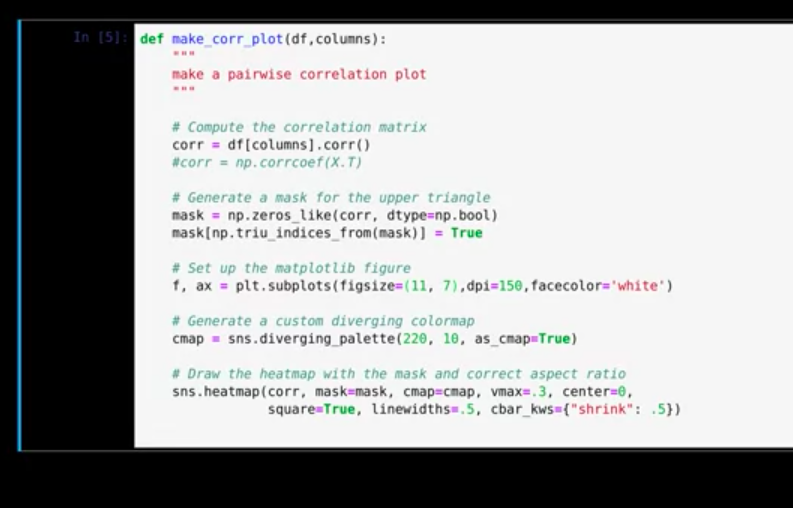 In [5]: def make_corr_plot(df,columns):
"""
make a pairwise correlation plot
"""
# Compute the correlation matrix
corr = df[columns].corr()
#corr = np.corrcoef(X.T)
# Generate a mask for the upper triangle
mask = np.zeros_like(corr, dtype=np.bool)
mask[np.triu_indices_from(mask)] = True
# Set up the matplotlib figure
f, ax = plt.subplots(figsize=(11, 7),dpi=150,facecolor='white')
# Generate a custom diverging colormap
cmap = sns.diverging_palette(220, 10, as_cmap=True)
# Draw the heatmap with the mask and correct aspect ratio
sns.heatmap(corr, mask=mask, cmap=cmap, vmax=.3, center=0,
square=True, linewidths=.5, cbar_kws={"shrink": .5})